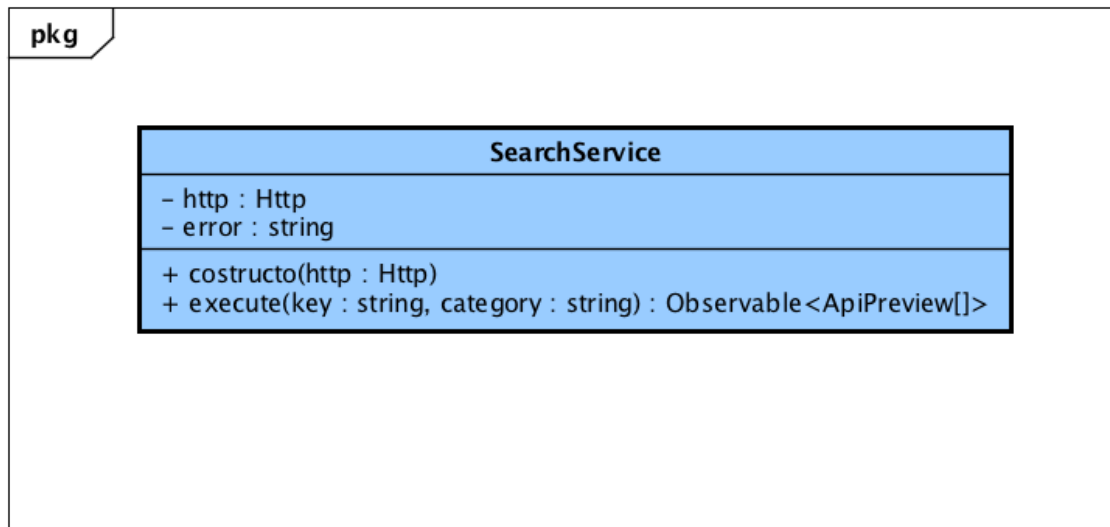 pkg
SearchService
– http : Http
– error : string
+ costructo(http : Http)
+ execute(key : string, category : string) : Observable<ApiPreview[]>